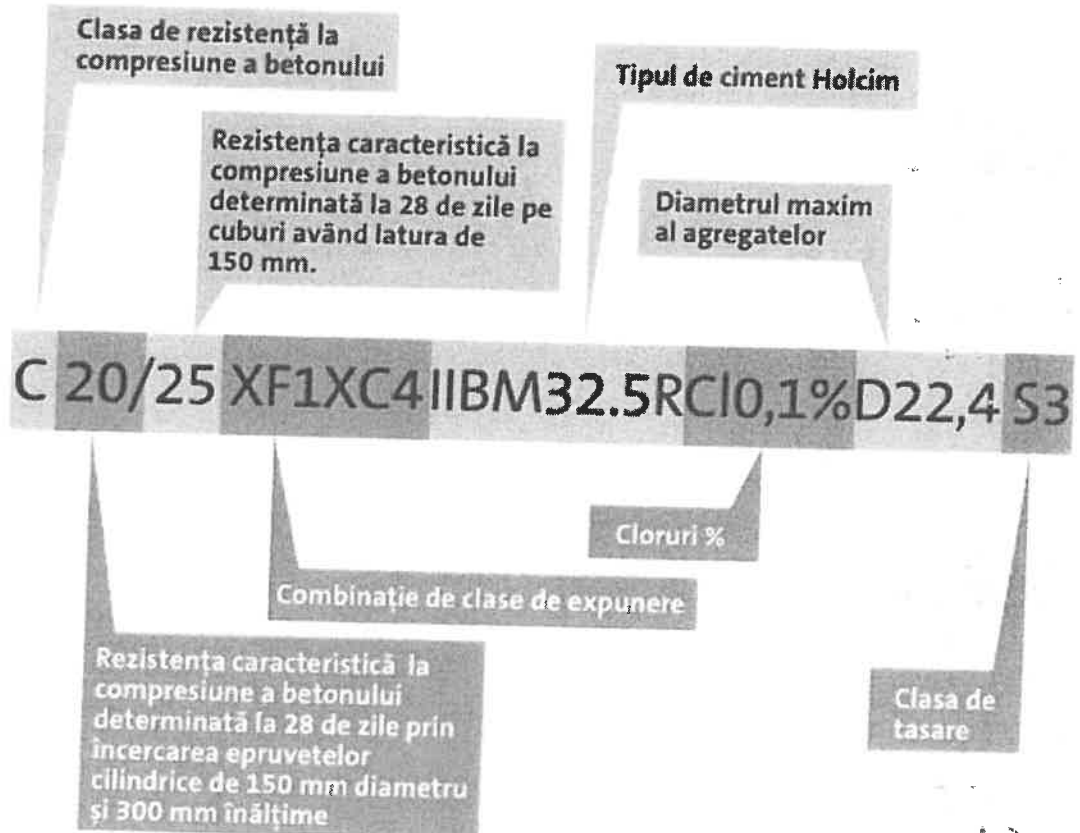 Clasa de rezistență la
compresiune a betonului
Tipul de ciment Holcim
Rezistența caracteristică la
compresiune a betonului
determinată la 28 de zile pe
cuburi având latura de
150 mm.
Diametrul maxim
al agregatelor
C 20/25 XF1XC4 IIBM32.5RCl0,1%D22,4 S3
Cloruri %
Combinație de clase de expunere
Rezistența caracteristică la
compresiune a betonului
determinată la 28 de zile prin
încercarea epruvetelor
cilindrice de 150 mm diametru
și 300 mm înălțime
Clasa de
tasare